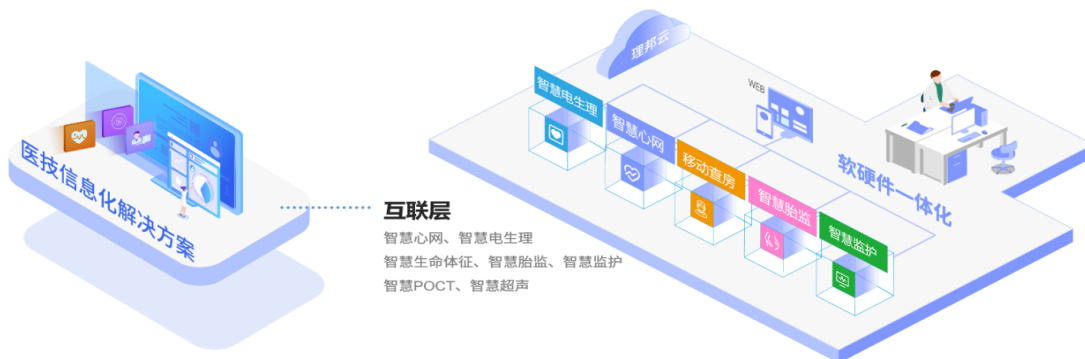 医技信息化解决方案
互联层
智慧心网、智慧电生理
智慧生命体征、智慧胎监、智慧监护
智慧POCT、智慧超声
理邦云
WEB
智慧电生理
智慧心网
移动查房
智慧胎监
智慧监护
软硬件一体化